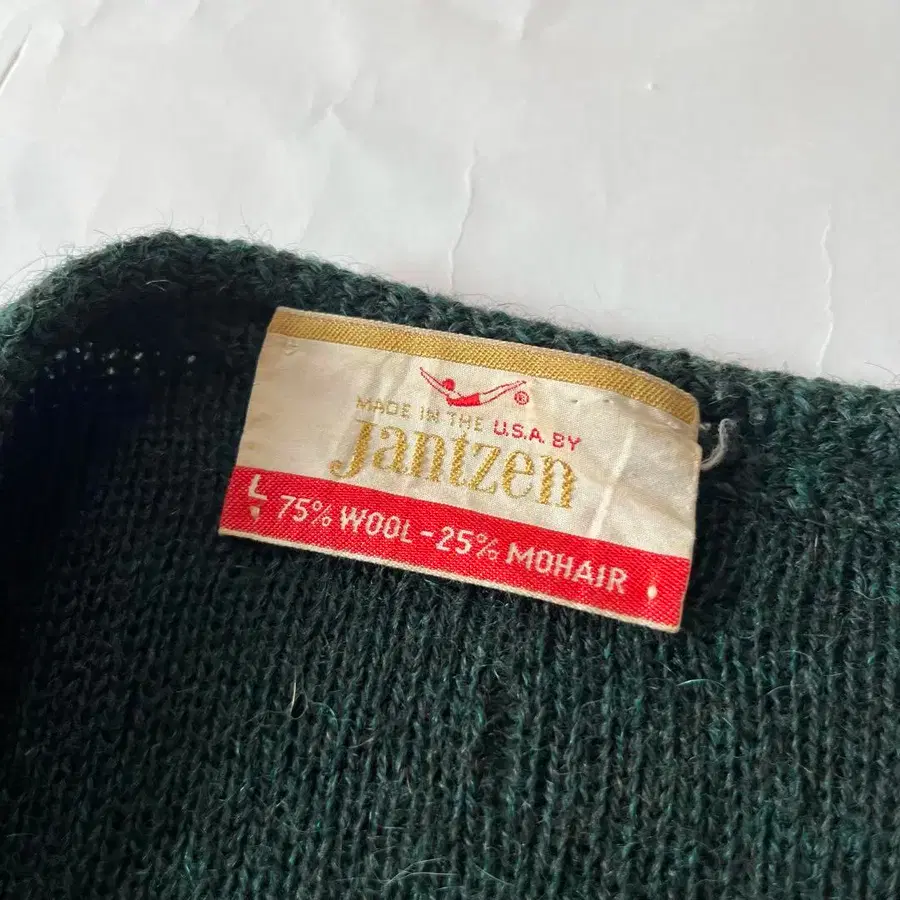 ®
MADE IN THE U.S.A. BY
Jantzen
L
75% WOOL - 25% MOHAIR